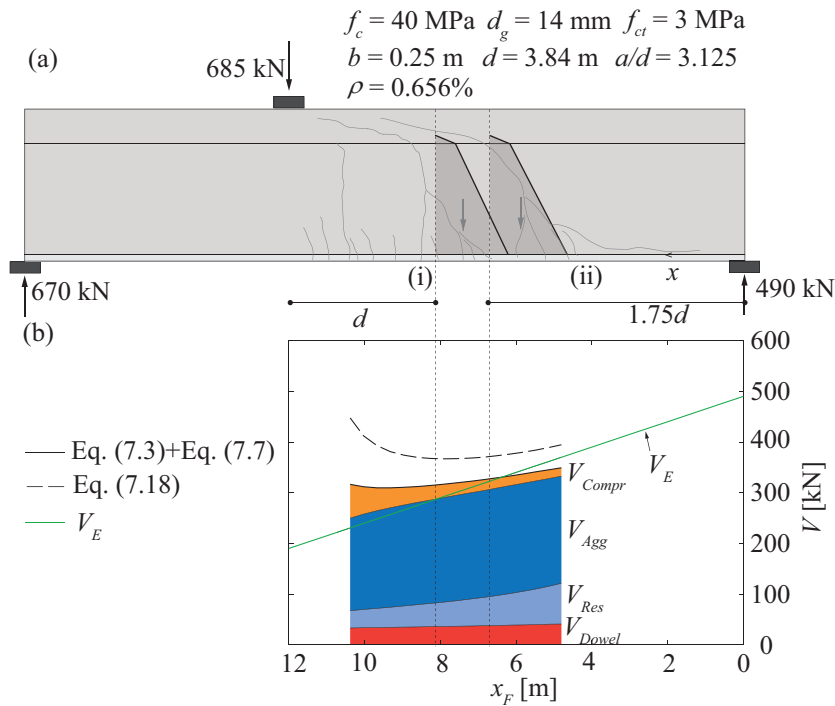 f_c = 40 MPa d_g = 14 mm f_ct = 3 MPa
(a)
b = 0.25 m d = 3.84 m a/d = 3.125
685 kN
ρ = 0.656%
(i)
(ii)
x
670 kN
490 kN
d
1.75d
(b)
600
500
400
300
200
100
0
V [kN]
Eq. (7.3)+Eq. (7.7)
Eq. (7.18)
V_E
V_E
V_Compr
V_Agg
V_Res
V_Dowel
12
10
8
6
4
2
0
x_F [m]